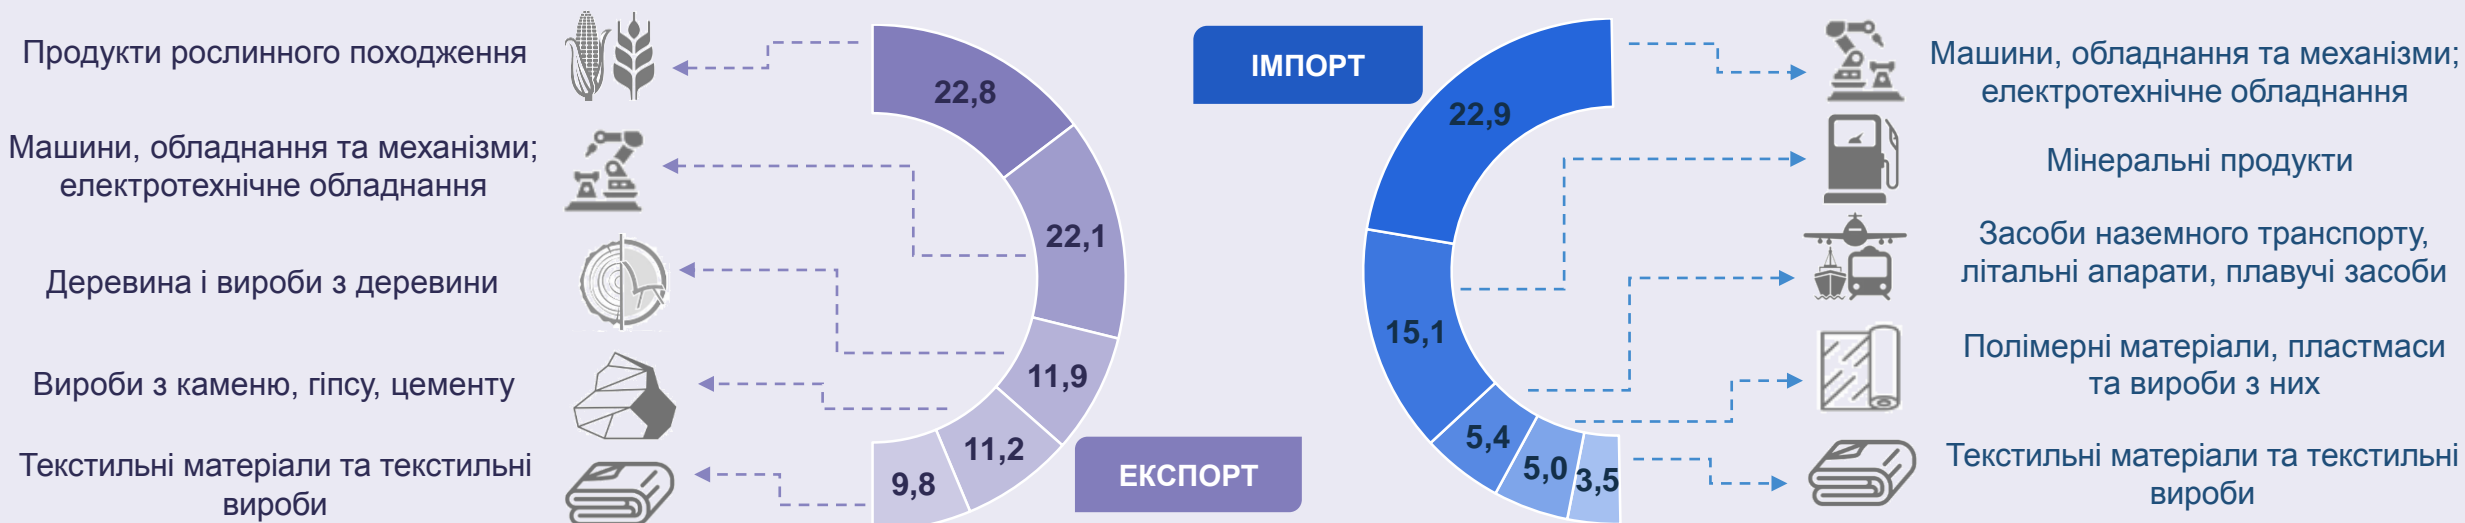 Продукти рослинного походження
Машини, обладнання та механізми;
електротехнічне обладнання
Деревина і вироби з деревини
Вироби з каменю, гіпсу, цементу
Текстильні матеріали та текстильні
вироби
22,8
22,1
11,9
11,2
9,8
ЕКСПОРТ
ІМПОРТ
22,9
15,1
5,4
5,0
3,5
Машини, обладнання та механізми;
електротехнічне обладнання
Мінеральні продукти
Засоби наземного транспорту,
літальні апарати, плавучі засоби
Полімерні матеріали, пластмаси
та вироби з них
Текстильні матеріали та текстильні
вироби